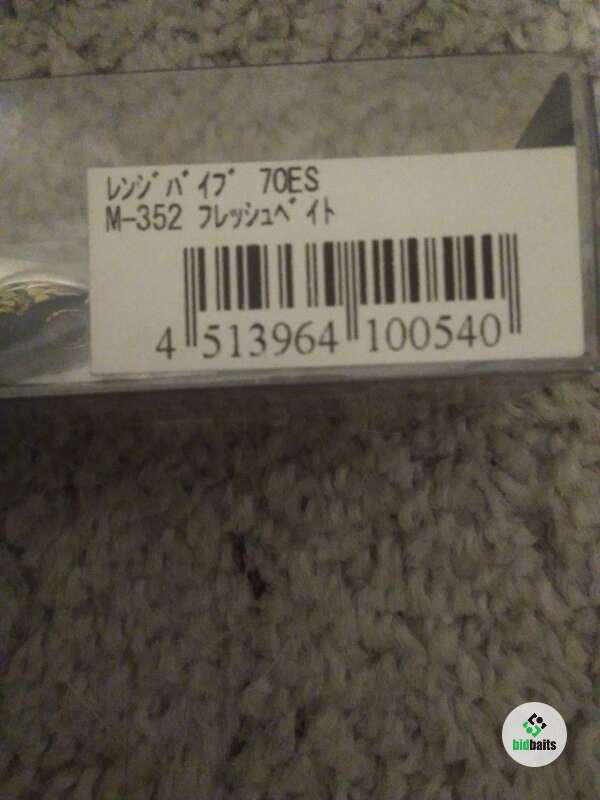 ﾚﾝｼﾞﾊﾞｲﾌﾞ 70ES
M-352 ﾌﾚｯｼｭﾍﾞｲﾄ
4 513964 100540
bidbaits